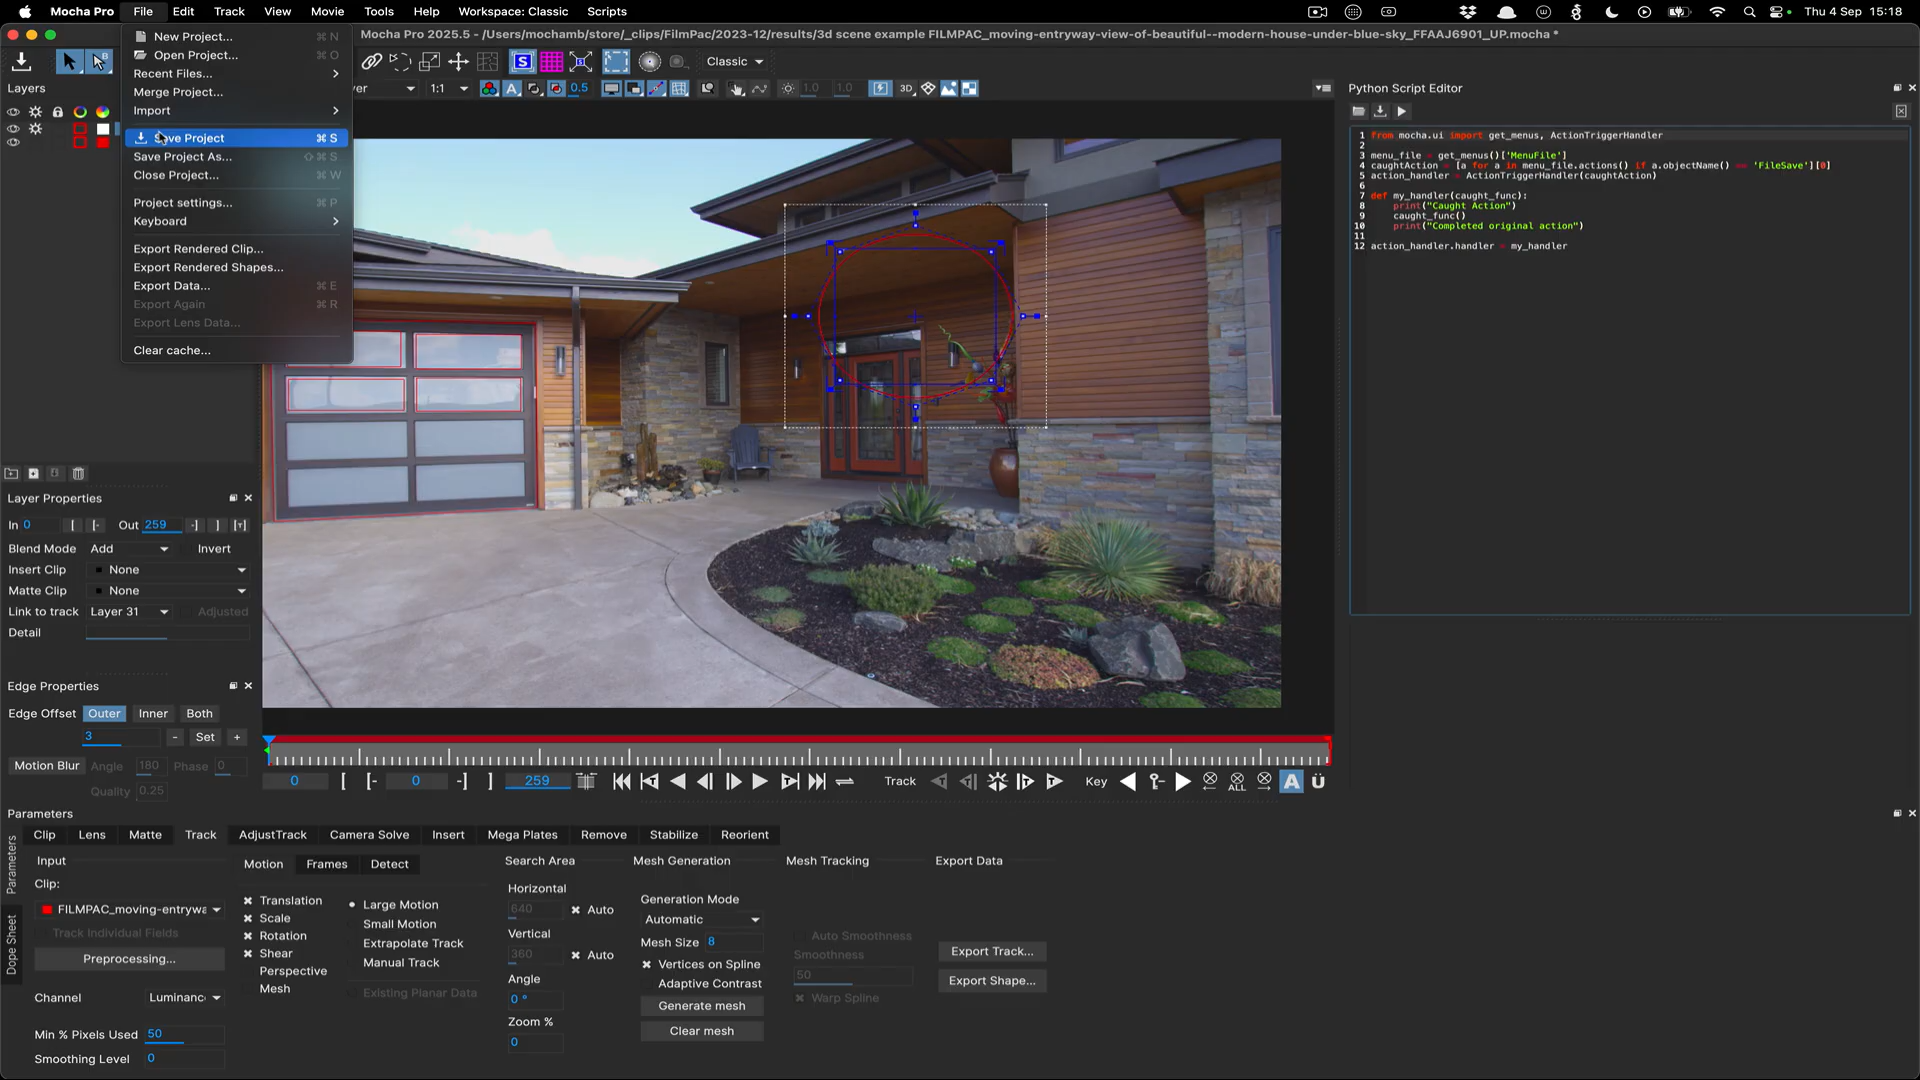 Mocha Pro File Edit Track View Movie Tools Help Workspace: Classic Scripts Thu 4 Sep 15:18
Mocha Pro 2025.5 - /Users/mochamb/store/_clips/FilmPac/2023-12/results/3d scene example FILMPAC_moving-entryway-view-of-beautiful--modern-house-under-blue-sky_FFAAJ6901_UP.mocha *
New Project... ⌘ N
Open Project... ⌘ O
Recent Files...
Merge Project...
Import
Save Project ⌘ S
Save Project As... ⇧ ⌘ S
Close Project... ⌘ W
Project settings... ⌘ P
Keyboard
Export Rendered Clip...
Export Rendered Shapes...
Export Data... ⌘ E
Export Again ⌘ R
Export Lens Data...
Clear cache...
S Classic
1:1 A 0.5 1.0 1.0 3D
Layers
Python Script Editor
1 from mocha.ui import get_menus, ActionTriggerHandler
2
3 menu_file = get_menus()['MenuFile']
4 caughtAction = [a for a in menu_file.actions() if a.objectName() == 'FileSave'][0]
5 action_handler = ActionTriggerHandler(caughtAction)
6
7 def my_handler(caught_func):
8 print("Caught Action")
9 caught_func()
10 print("Completed original action")
11
12 action_handler.handler = my_handler
Layer Properties
In 0 [ [- Out 259 -] ] [T]
Blend Mode Add Invert
Insert Clip None
Matte Clip None
Link to track Layer 31 Adjusted
Detail
Edge Properties
Edge Offset Outer Inner Both
3 - Set +
Motion Blur Angle 180 Phase 0
Quality 0.25
0 [ [- 0 -] ] 259 Track Key ALL A Ü
Parameters
Parameters
Dope Sheet
Clip Lens Matte Track AdjustTrack Camera Solve Insert Mega Plates Remove Stabilize Reorient
Input
Clip:
FILMPAC_moving-entrywa
Track Individual Fields
Preprocessing...
Channel Luminanc
Min % Pixels Used 50
Smoothing Level 0
Motion Frames Detect
Translation
Scale
Rotation
Shear
Perspective
Mesh
Large Motion
Small Motion
Extrapolate Track
Manual Track
Existing Planar Data
Search Area
Horizontal
640 Auto
Vertical
360 Auto
Angle
0 °
Zoom %
0
Mesh Generation
Generation Mode
Automatic
Mesh Size 8
Vertices on Spline
Adaptive Contrast
Generate mesh
Clear mesh
Mesh Tracking
Auto Smoothness
Smoothness
50
Warp Spline
Export Data
Export Track...
Export Shape...